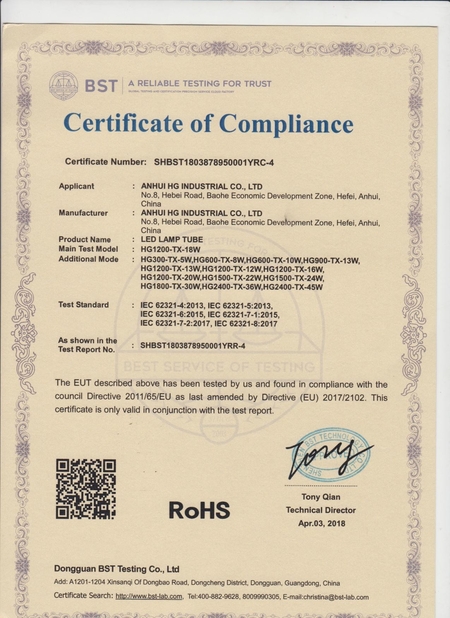 BST A RELIABLE TESTING FOR TRUST
Certificate of Compliance
Certificate Number: SHBST1803878950001YRC-4
Applicant : ANHUI HG INDUSTRIAL CO., LTD
No.8, Hebei Road, Baohe Economic Development Zone, Hefei, Anhui,
China
Manufacturer : ANHUI HG INDUSTRIAL CO., LTD
No.8, Hebei Road, Baohe Economic Development Zone, Hefei, Anhui,
China
Product Name : LED LAMP TUBE
Main Test Model : HG1200-TX-18W
Additional Mode : HG300-TX-5W,HG600-TX-8W,HG600-TX-10W,HG900-TX-13W,
HG1200-TX-13W,HG1200-TX-12W,HG1200-TX-16W,
HG1200-TX-20W,HG1500-TX-22W,HG1500-TX-24W,
HG1800-TX-30W,HG2400-TX-36W,HG2400-TX-45W
Test Standard : IEC 62321-4:2013, IEC 62321-5:2013,
IEC 62321-6:2015, IEC 62321-7-1:2015,
IEC 62321-7-2:2017, IEC 62321-8:2017
As shown in the
Test Report No. : SHBST1803878950001YRR-4
BEST SERVICE OF TESTING
The EUT described above has been tested by us and found in compliance with the
council Directive 2011/65/EU as last amended by Directive (EU) 2017/2102. This
certificate is only valid in conjunction with the test report.
Tony
RoHS
Tony Qian
Technical Director
Apr.03, 2018
Dongguan BST Testing Co., Ltd
Add: A1201-1204 Xinsanqi Of Dongbao Road, Dongcheng District, Dongguan, Guangdong, China
Certificate Search: http://www.bst-lab.com, Tel:400-882-9628, 8009990305, E-mail:christina@bst-lab.com